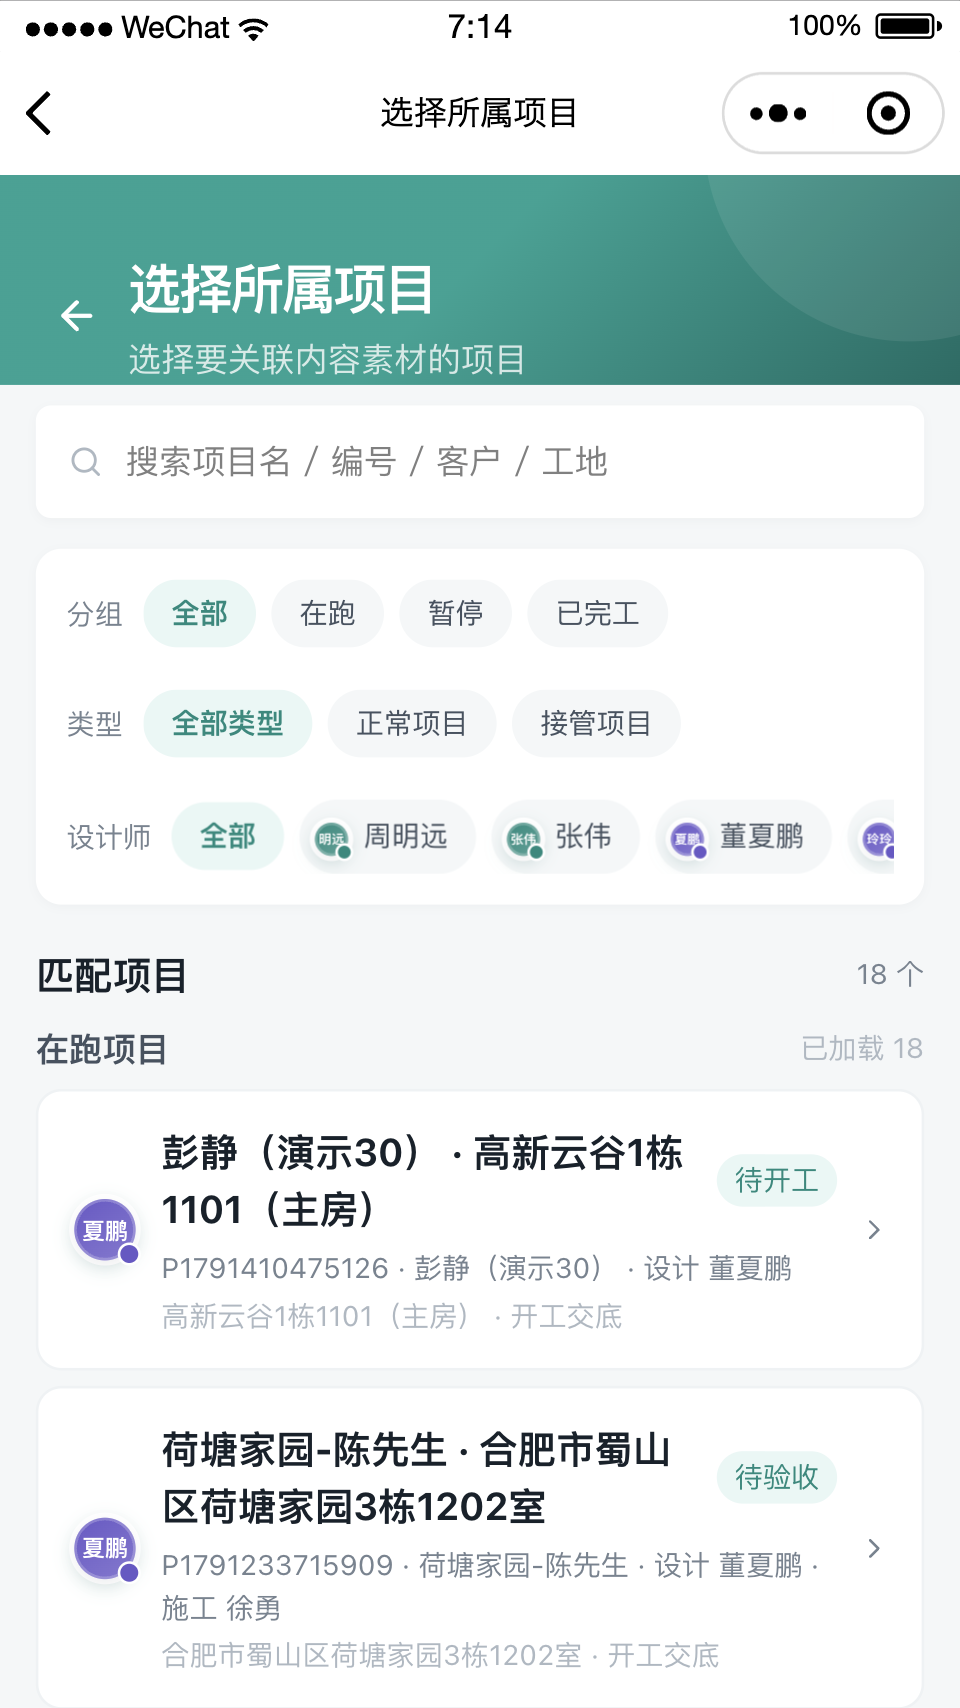 WeChat 7:14 100%
选择所属项目
选择所属项目
选择要关联内容素材的项目
搜索项目名 / 编号 / 客户 / 工地
分组 全部 在跑 暂停 已完工
类型 全部类型 正常项目 接管项目
设计师 全部 明远 周明远 张伟 张伟 夏鹏 董夏鹏 玲玲
匹配项目 18 个
在跑项目 已加载 18
彭静（演示30） · 高新云谷1栋
1101（主房）
待开工
夏鹏
P1791410475126 · 彭静（演示30） · 设计 董夏鹏
高新云谷1栋1101（主房） · 开工交底
荷塘家园-陈先生 · 合肥市蜀山
区荷塘家园3栋1202室
待验收
夏鹏
P1791233715909 · 荷塘家园-陈先生 · 设计 董夏鹏 ·
施工 徐勇
合肥市蜀山区荷塘家园3栋1202室 · 开工交底